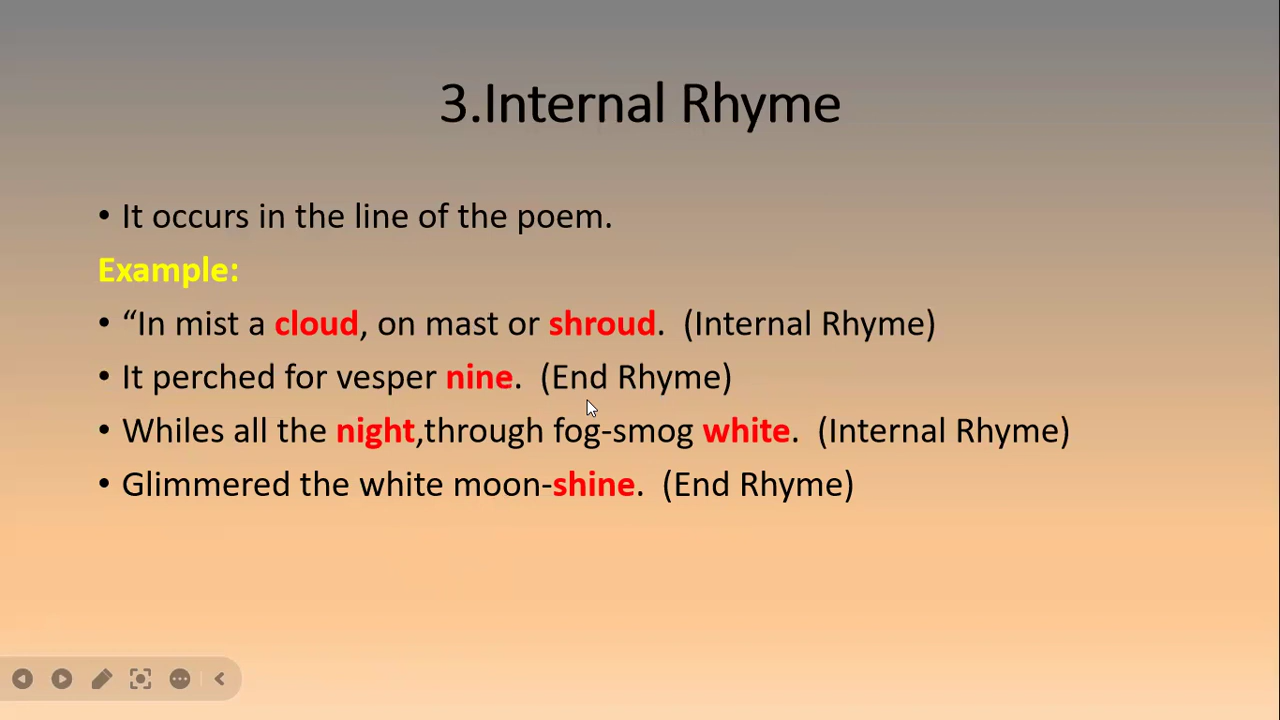 3.Internal Rhyme
• It occurs in the line of the poem.
Example:
• “In mist a cloud, on mast or shroud.  (Internal Rhyme)
• It perched for vesper nine.  (End Rhyme)
• Whiles all the night,through fog-smog white.  (Internal Rhyme)
• Glimmered the white moon-shine.  (End Rhyme)